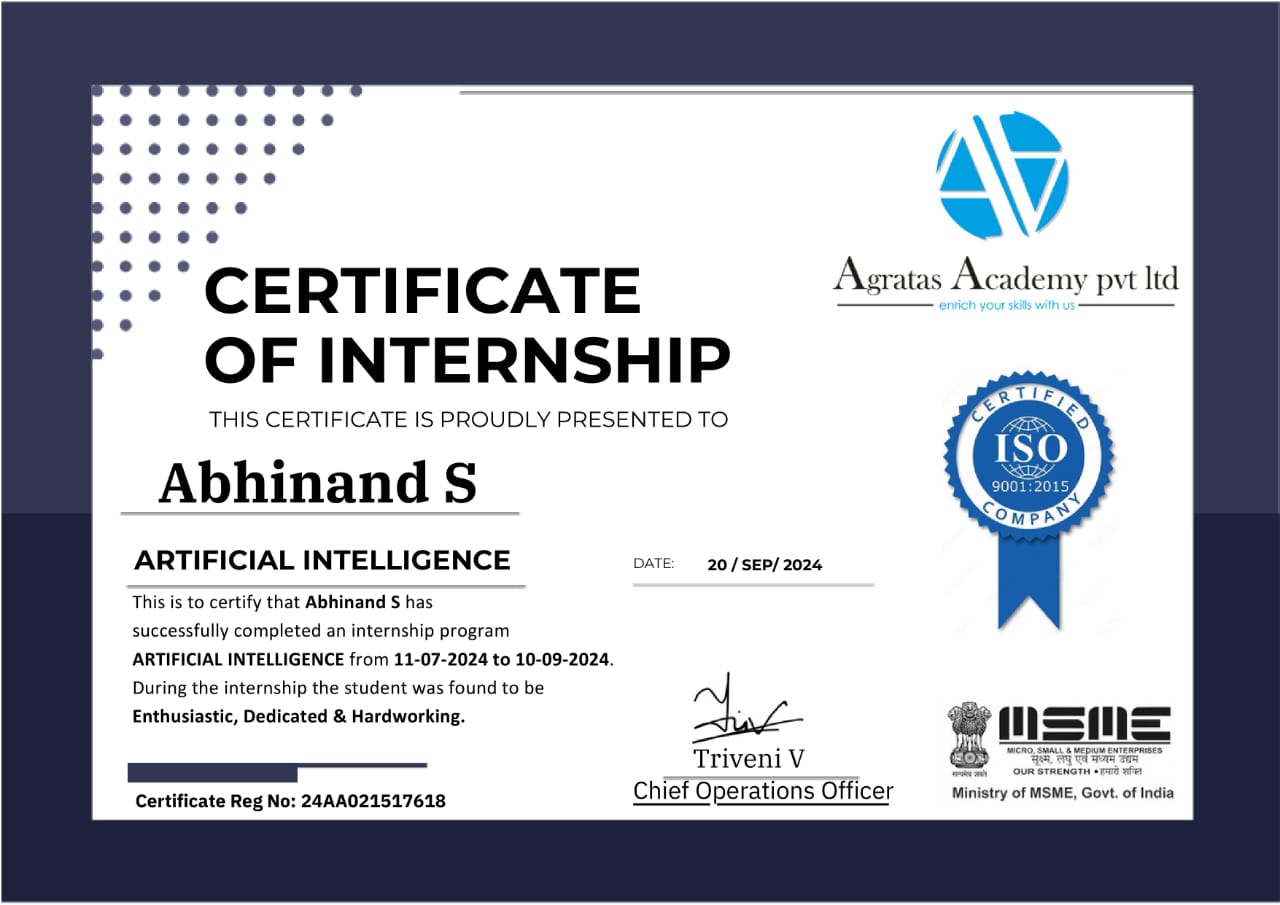 Agratas Academy pvt ltd
enrich your skills with us
CERTIFICATE
OF INTERNSHIP
THIS CERTIFICATE IS PROUDLY PRESENTED TO
Abhinand S
CERTIFIED
ISO
9001:2015
COMPANY
ARTIFICIAL INTELLIGENCE
DATE: 20 / SEP/ 2024
This is to certify that Abhinand S has
successfully completed an internship program
ARTIFICIAL INTELLIGENCE from 11-07-2024 to 10-09-2024.
During the internship the student was found to be
Enthusiastic, Dedicated & Hardworking.
Triveni V
Chief Operations Officer
MSME
MICRO, SMALL & MEDIUM ENTERPRISES
सूक्ष्म, लघु एवं मध्यम उद्यम
OUR STRENGTH • हमारी शक्ति
सत्यमेव जयते
Ministry of MSME, Govt. of India
Certificate Reg No: 24AA021517618